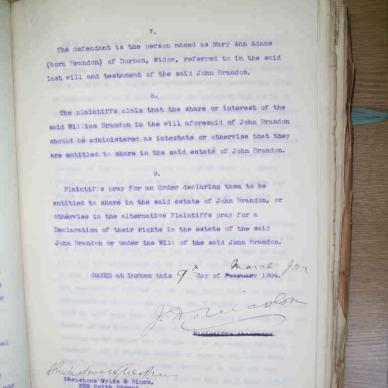 7.
The defendant is the person named as Mary Ann Adams
(born Brandon) of Durban, Widow, referred to in the said
last will and testament of the said John Brandon.
8.
The plaintiffs claim that the share or interest of the
said William Brandon in the will aforesaid of John Brandon
should be administered as intestate or otherwise that they
are entitled to share in the said estate of John Brandon.
9.
Plaintiffs pray for an Order declaring them to be
entitled to share in the said estate of John Brandon, or
otherwise in the alternative Plaintiffs pray for a
Declaration of their rights in the estate of the said
John Brandon or under the Will of the said John Brandon.
March
DATED at Durban this 9th day of February 1904.
Plaintiffs Attorneys.
Shepstone Wylie & Binns